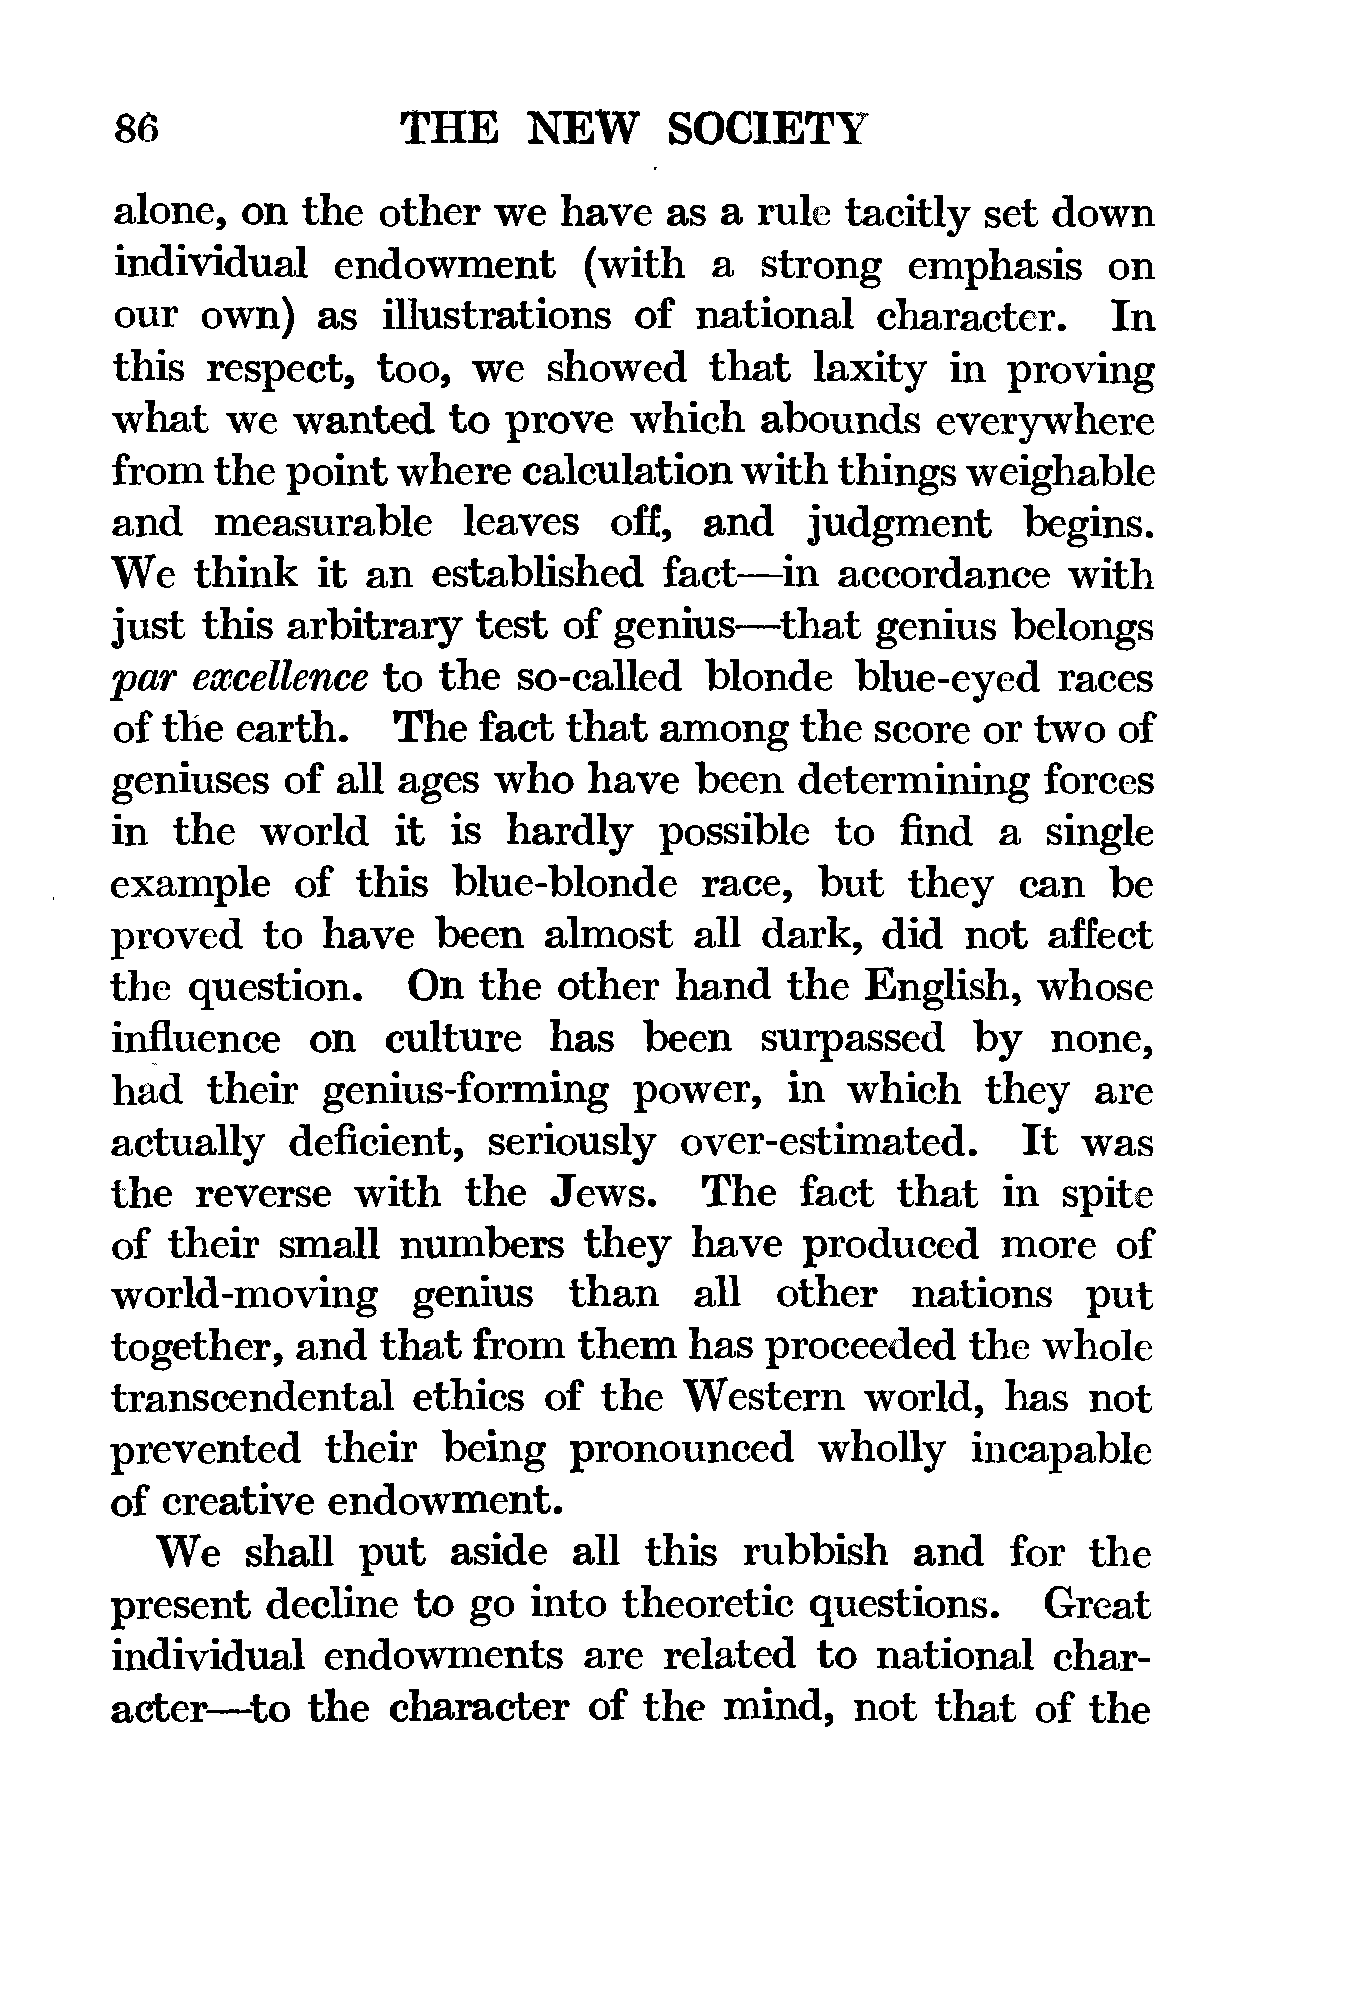 86 THE NEW SOCIETY
alone, on the other we have as a rule tacitly set down
individual endowment (with a strong emphasis on
our own) as illustrations of national character. In
this respect, too, we showed that laxity in proving
what we wanted to prove which abounds everywhere
from the point where calculation with things weighable
and measurable leaves off, and judgment begins.
We think it an established fact—in accordance with
just this arbitrary test of genius—that genius belongs
par excellence to the so-called blonde blue-eyed races
of the earth. The fact that among the score or two of
geniuses of all ages who have been determining forces
in the world it is hardly possible to find a single
example of this blue-blonde race, but they can be
proved to have been almost all dark, did not affect
the question. On the other hand the English, whose
influence on culture has been surpassed by none,
had their genius-forming power, in which they are
actually deficient, seriously over-estimated. It was
the reverse with the Jews. The fact that in spite
of their small numbers they have produced more of
world-moving genius than all other nations put
together, and that from them has proceeded the whole
transcendental ethics of the Western world, has not
prevented their being pronounced wholly incapable
of creative endowment.
We shall put aside all this rubbish and for the
present decline to go into theoretic questions. Great
individual endowments are related to national char-
acter—to the character of the mind, not that of the